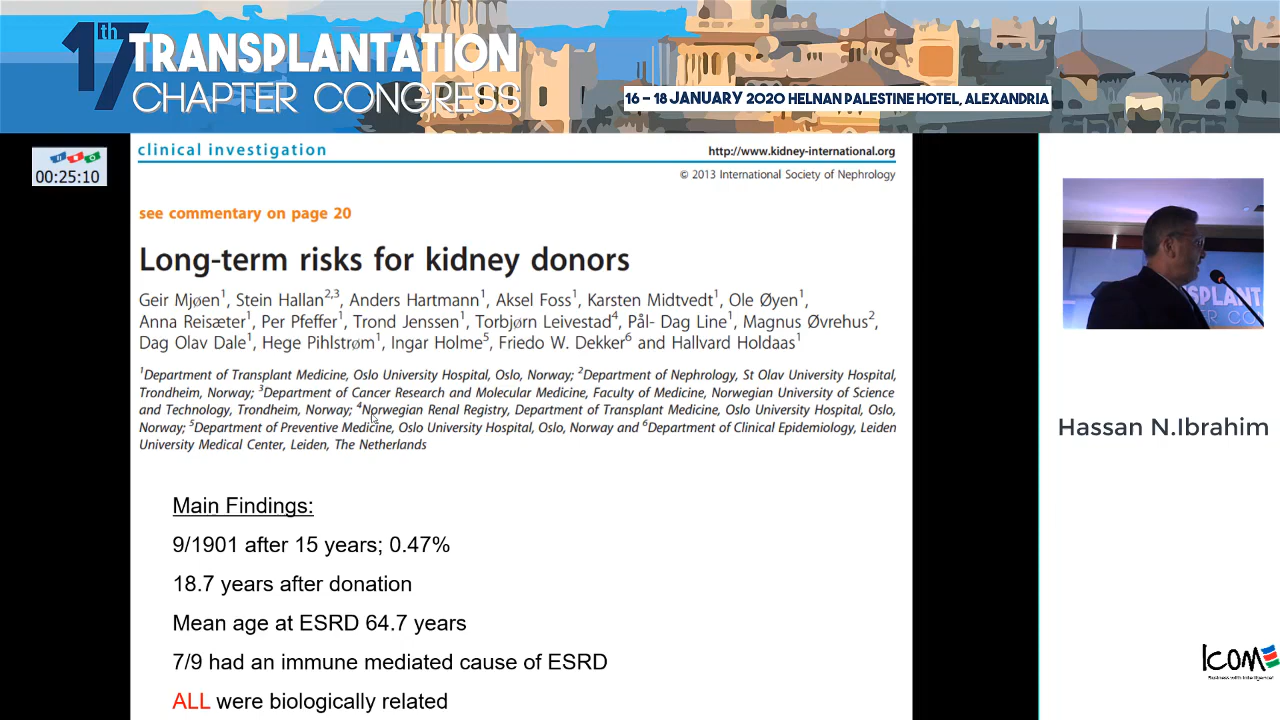 17th TRANSPLANTATION
CHAPTER CONGRESS
16 – 18 JANUARY 2020 HELNAN PALESTINE HOTEL, ALEXANDRIA
00:25:10
clinical investigation
http://www.kidney-international.org
© 2013 International Society of Nephrology
see commentary on page 20
Long-term risks for kidney donors
Geir Mjøen1, Stein Hallan2,3, Anders Hartmann1, Aksel Foss1, Karsten Midtvedt1, Ole Øyen1,
Anna Reisæter1, Per Pfeffer1, Trond Jenssen1, Torbjørn Leivestad4, Pål- Dag Line1, Magnus Øvrehus2,
Dag Olav Dale1, Hege Pihlstrøm1, Ingar Holme5, Friedo W. Dekker6 and Hallvard Holdaas1
1Department of Transplant Medicine, Oslo University Hospital, Oslo, Norway; 2Department of Nephrology, St Olav University Hospital,
Trondheim, Norway; 3Department of Cancer Research and Molecular Medicine, Faculty of Medicine, Norwegian University of Science
and Technology, Trondheim, Norway; 4Norwegian Renal Registry, Department of Transplant Medicine, Oslo University Hospital, Oslo,
Norway; 5Department of Preventive Medicine, Oslo University Hospital, Oslo, Norway and 6Department of Clinical Epidemiology, Leiden
University Medical Center, Leiden, The Netherlands
Main Findings:
9/1901 after 15 years; 0.47%
18.7 years after donation
Mean age at ESRD 64.7 years
7/9 had an immune mediated cause of ESRD
ALL were biologically related
NSPLANT
Hassan N.Ibrahim
ICOM
Business with Intelligence